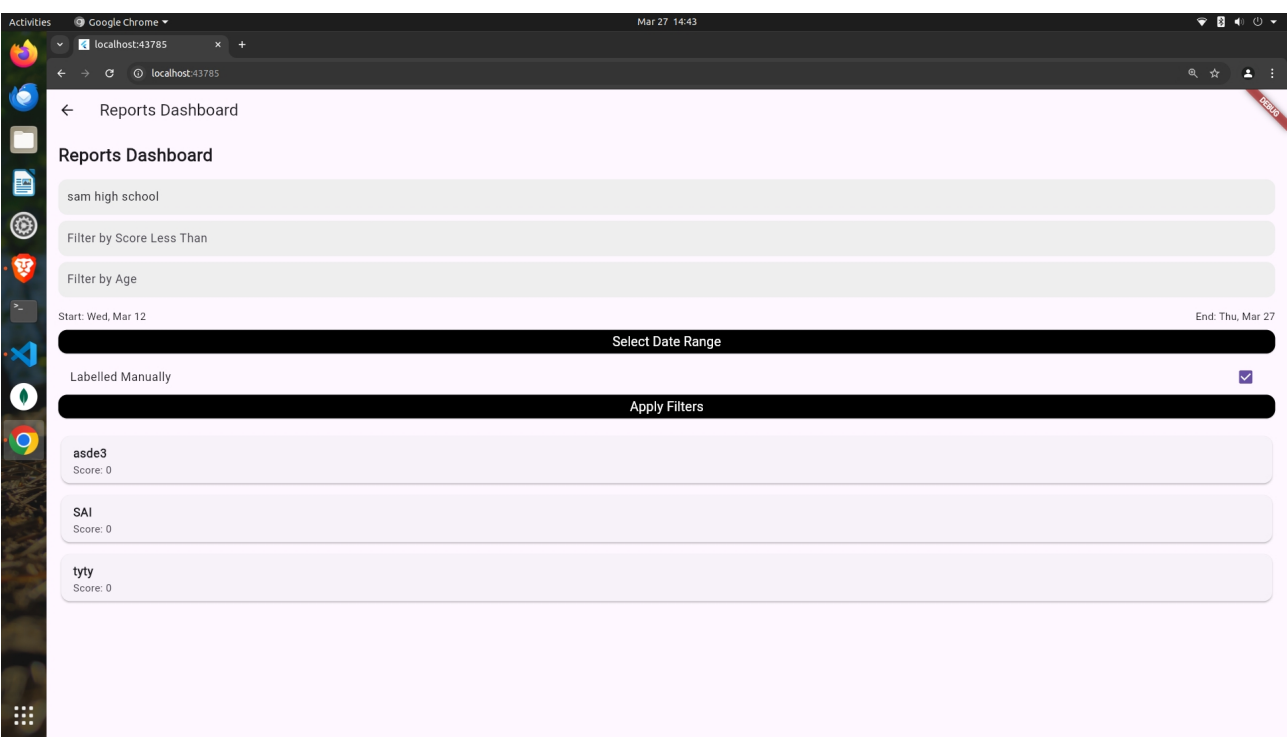 Activities Google Chrome Mar 27 14:43
localhost:43785
localhost:43785
Reports Dashboard
DEBUG
Reports Dashboard
sam high school
Filter by Score Less Than
Filter by Age
Start: Wed, Mar 12 End: Thu, Mar 27
Select Date Range
Labelled Manually
Apply Filters
asde3
Score: 0
SAI
Score: 0
tyty
Score: 0